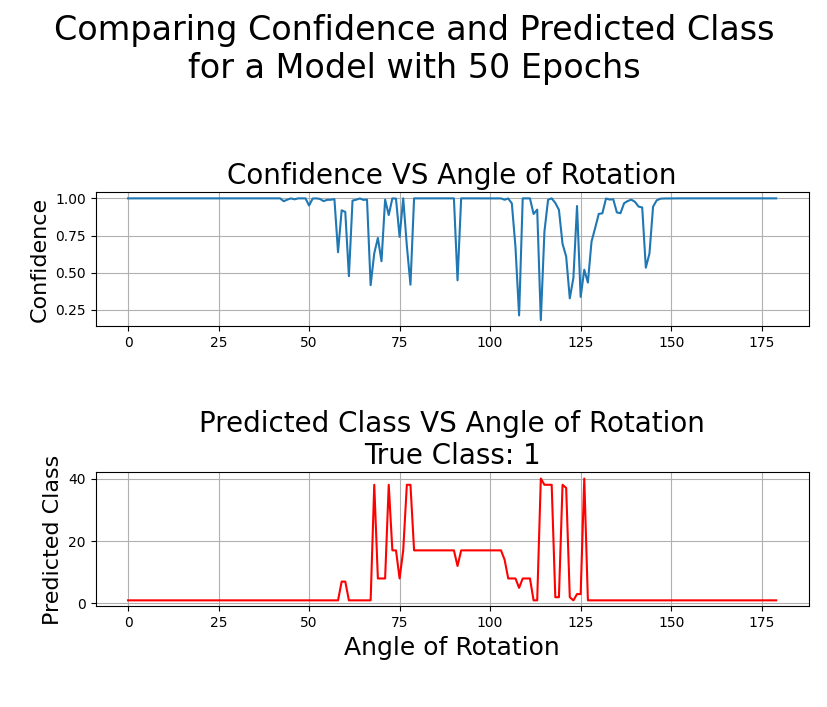 Comparing Confidence and Predicted Class
for a Model with 50 Epochs
Confidence VS Angle of Rotation
Confidence
1.00
0.75
0.50
0.25
0 25 50 75 100 125 150 175
Predicted Class VS Angle of Rotation
True Class: 1
Predicted Class
40
20
0
0 25 50 75 100 125 150 175
Angle of Rotation